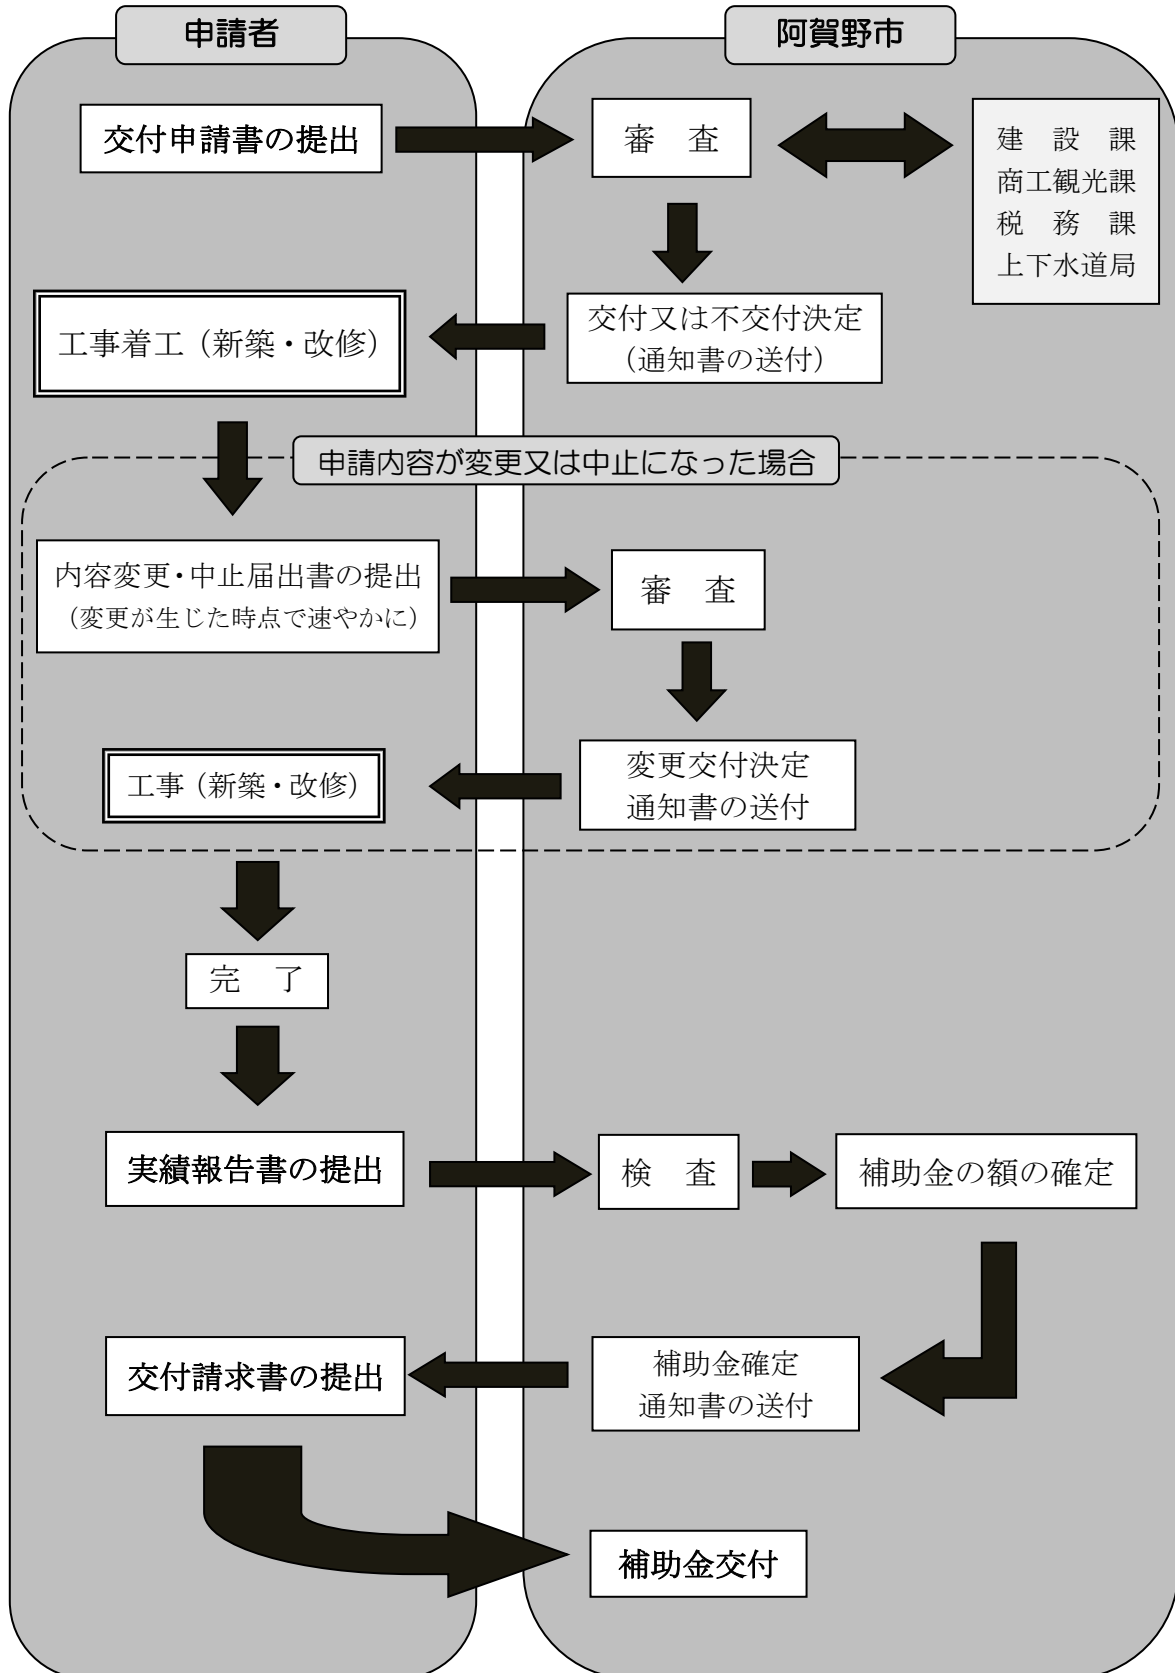 申請者
阿賀野市
交付申請書の提出
審　査
建　設　課
商工観光課
税　務　課
上下水道局
交付又は不交付決定
（通知書の送付）
工事着工（新築・改修）
申請内容が変更又は中止になった場合
内容変更・中止届出書の提出
（変更が生じた時点で速やかに）
審　査
変更交付決定
通知書の送付
工事（新築・改修）
完　了
実績報告書の提出
検　査
補助金の額の確定
補助金確定
通知書の送付
交付請求書の提出
補助金交付